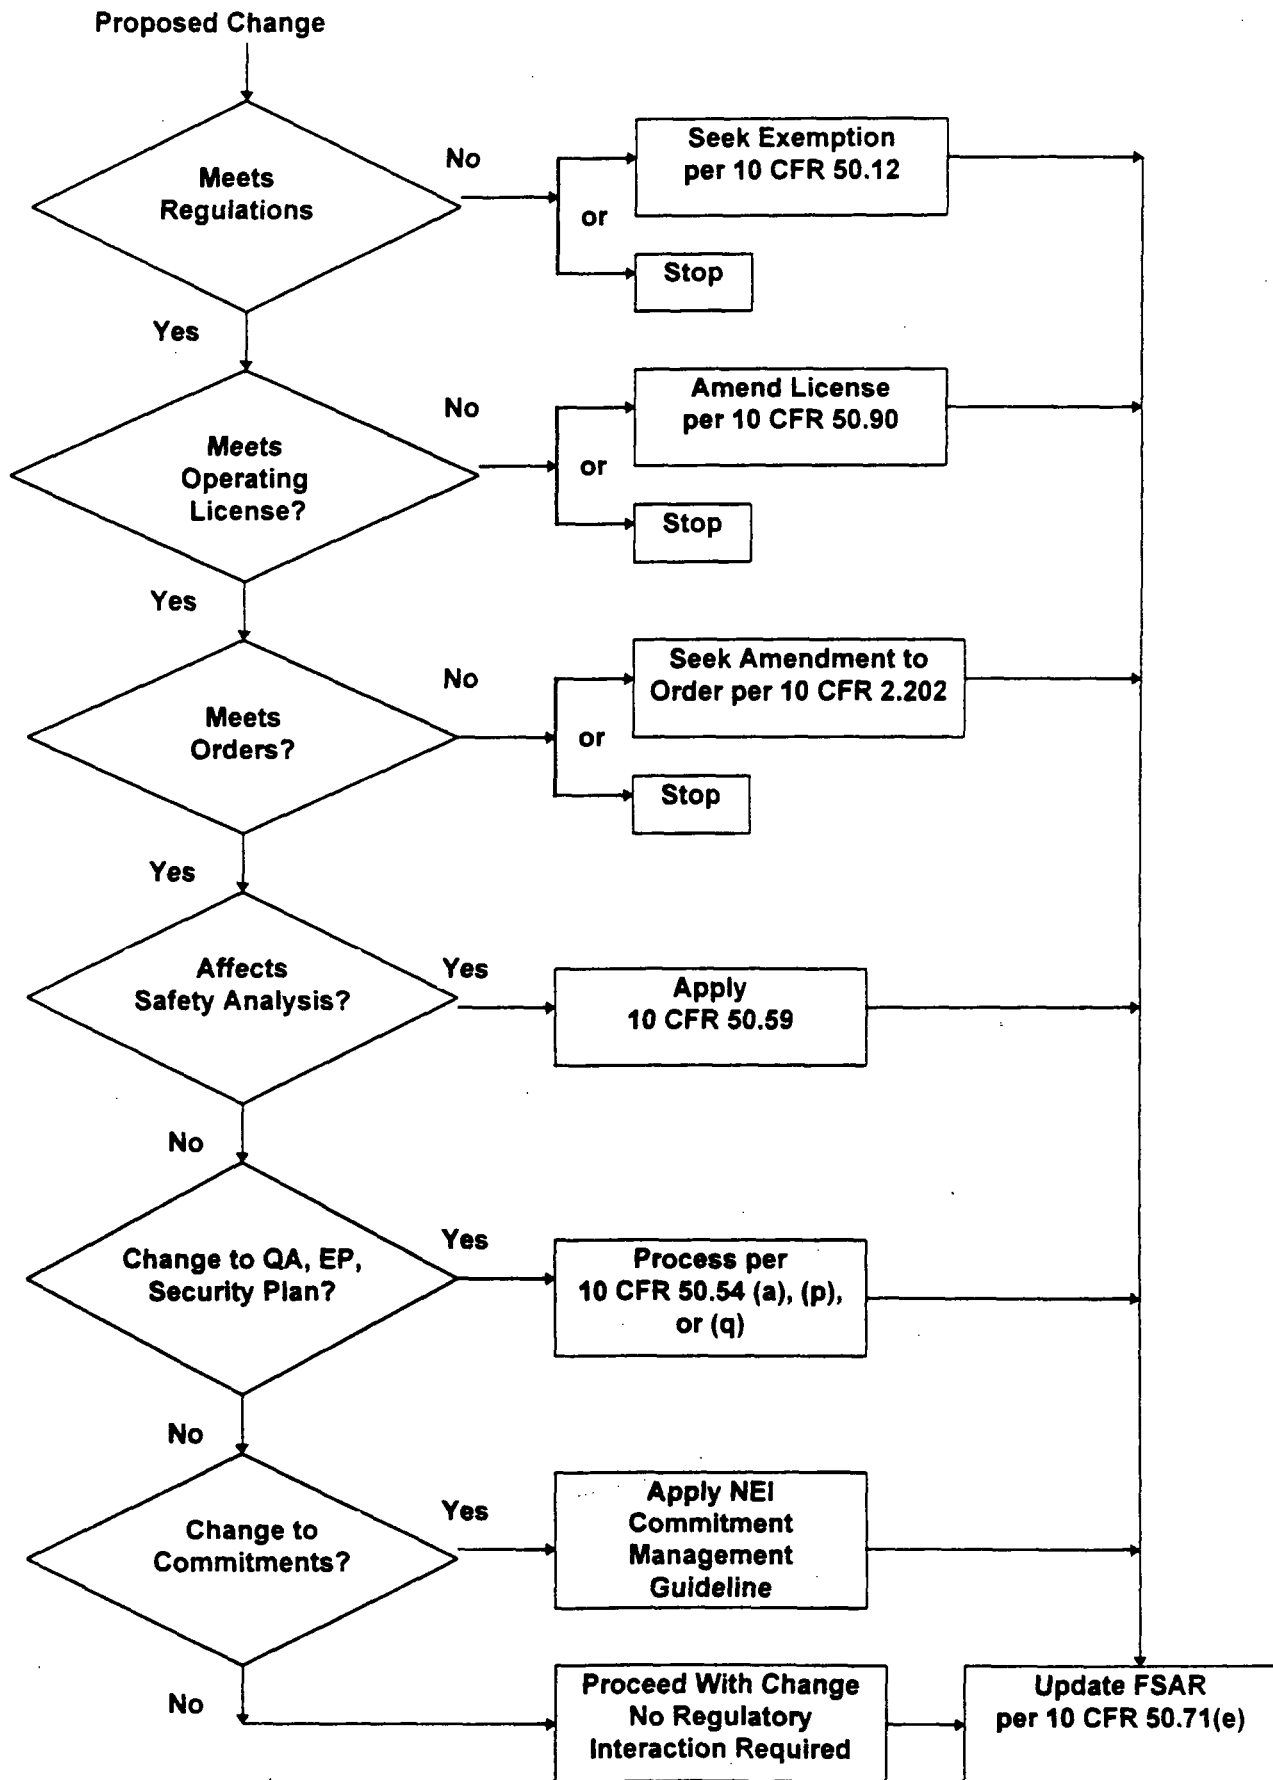 Proposed Change
Meets
Regulations
No
or
Seek Exemption
per 10 CFR 50.12
Stop
Yes
Meets
Operating
License?
No
or
Amend License
per 10 CFR 50.90
Stop
Yes
Meets
Orders?
No
or
Seek Amendment to
Order per 10 CFR 2.202
Stop
Yes
Affects
Safety Analysis?
Yes
Apply
10 CFR 50.59
No
Change to QA, EP,
Security Plan?
Yes
Process per
10 CFR 50.54 (a), (p),
or (q)
No
Change to
Commitments?
Yes
Apply NEI
Commitment
Management
Guideline
No
Proceed With Change
No Regulatory
Interaction Required
Update FSAR
per 10 CFR 50.71(e)